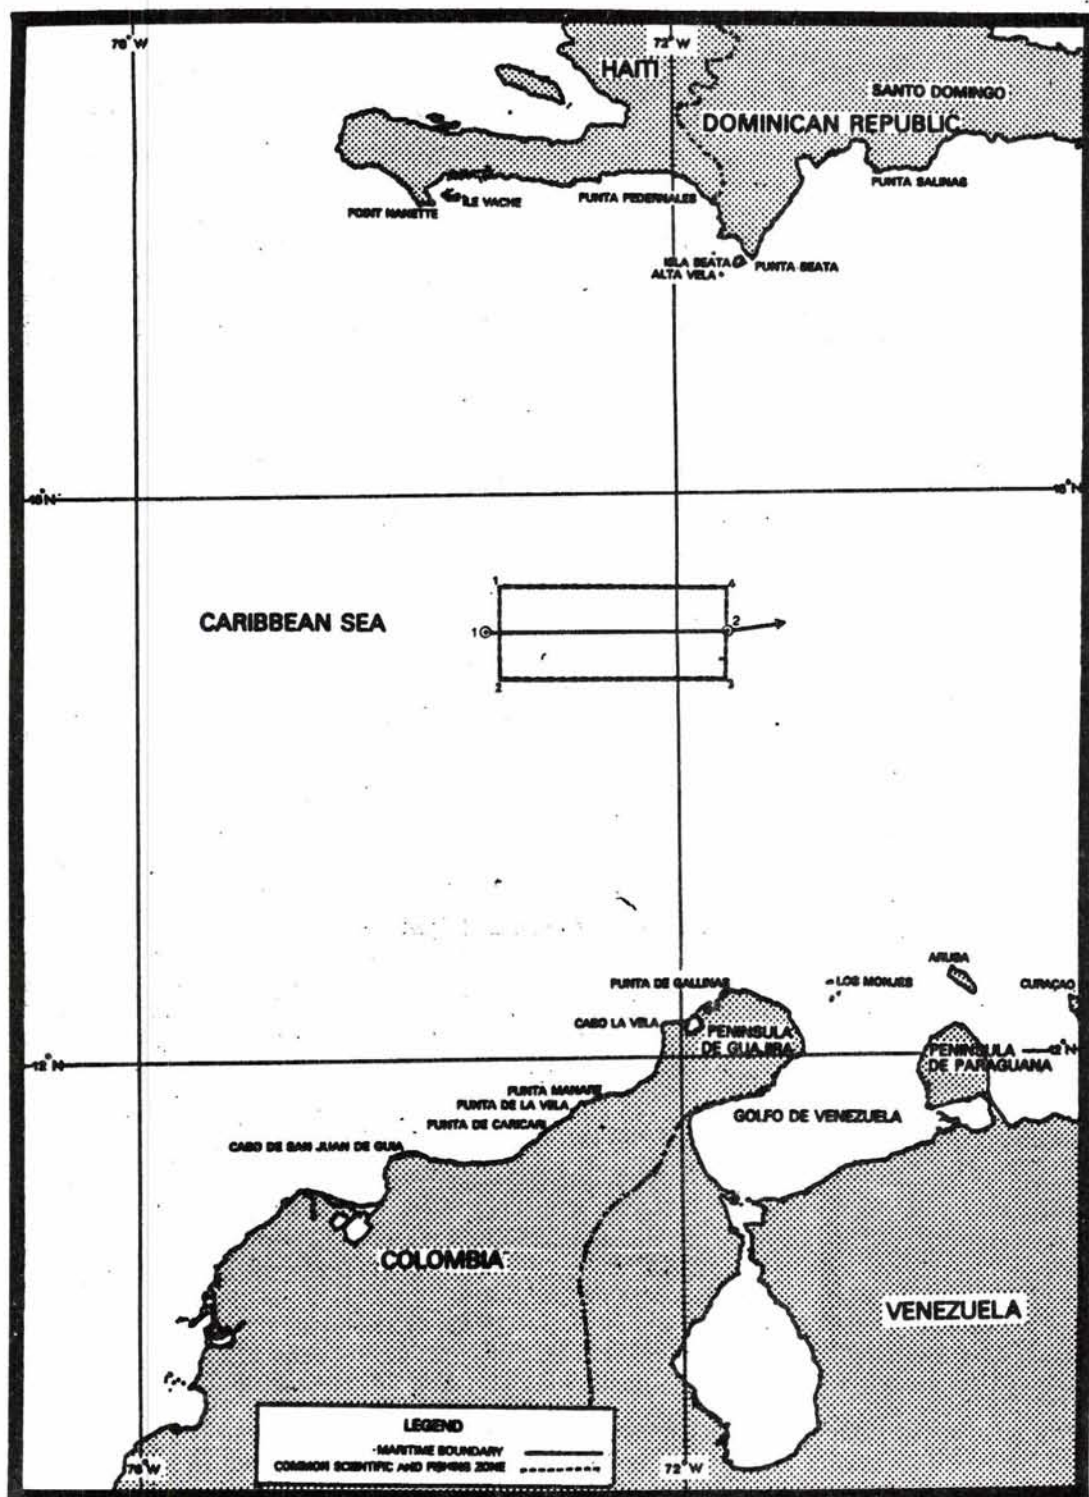 76°W
72°W
HAITI
SANTO DOMINGO
DOMINICAN REPUBLIC
PUNTA SALINAS
POINT NANETTE
ILE VACHE
PUNTA PEDERNALES
ISLA BEATA
ALTA VELA
PUNTA BEATA
16°N
16°N
1
4
CARIBBEAN SEA
1
2
2
3
ARUBA
PUNTA DE GALLINAS
LOS MONJES
CURAÇAO
CABO LA VELA
PENINSULA
DE GUAJIRA
12°N
PENINSULA
DE PARAGUANA
12°N
PUNTA MANARE
PUNTA DE LA VELA
GOLFO DE VENEZUELA
PUNTA DE CARICARI
CABO DE SAN JUAN DE GUIA
COLOMBIA
VENEZUELA
LEGEND
MARITIME BOUNDARY
COMMON SCIENTIFIC AND FISHING ZONE
76°W
72°W